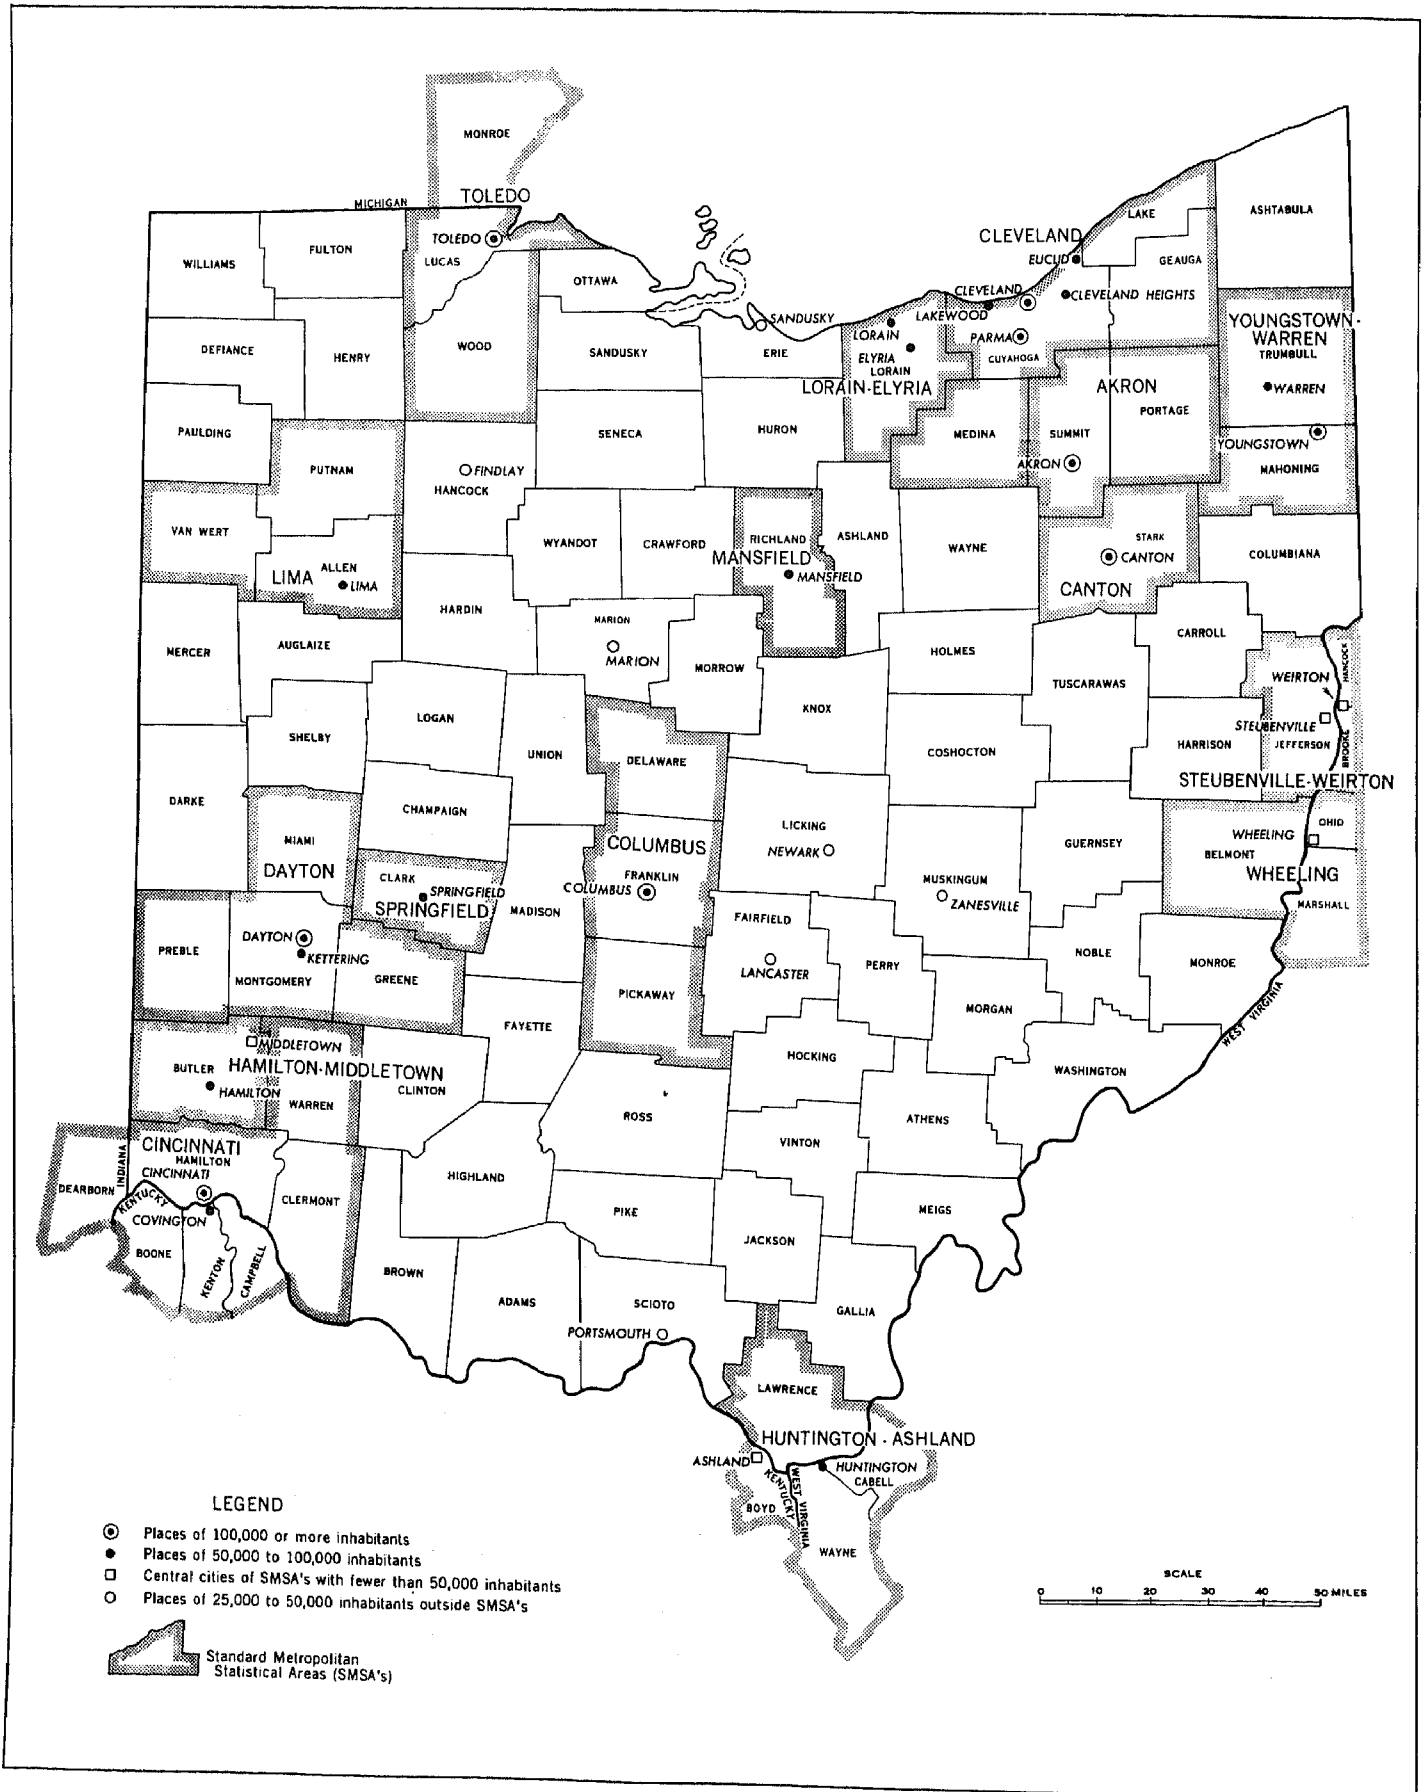 MONROE
MICHIGAN
TOLEDO
TOLEDO
LUCAS
WILLIAMS
FULTON
OTTAWA
CLEVELAND
EUCLID
LAKE
ASHTABULA
GEAUGA
CLEVELAND
CLEVELAND HEIGHTS
LAKEWOOD
SANDUSKY
LORAIN
PARMA
CUYAHOGA
YOUNGSTOWN-
WARREN
TRUMBULL
WARREN
DEFIANCE
HENRY
WOOD
SANDUSKY
ERIE
ELYRIA
LORAIN
LORAIN-ELYRIA
AKRON
PORTAGE
PAULDING
PUTNAM
FINDLAY
HANCOCK
SENECA
HURON
MEDINA
SUMMIT
AKRON
YOUNGSTOWN
MAHONING
VAN WERT
LIMA
ALLEN
LIMA
WYANDOT
CRAWFORD
RICHLAND
MANSFIELD
MANSFIELD
ASHLAND
WAYNE
STARK
CANTON
CANTON
COLUMBIANA
MERCER
AUGLAIZE
HARDIN
MARION
MARION
MORROW
HOLMES
CARROLL
TUSCARAWAS
HANCOCK
WEIRTON
STEUBENVILLE
JEFFERSON
BROOKE
SHELBY
LOGAN
UNION
DELAWARE
KNOX
COSHOCTON
HARRISON
STEUBENVILLE-WEIRTON
DARKE
MIAMI
DAYTON
CHAMPAIGN
COLUMBUS
FRANKLIN
COLUMBUS
LICKING
NEWARK
GUERNSEY
OHIO
WHEELING
BELMONT
WHEELING
MARSHALL
CLARK
SPRINGFIELD
SPRINGFIELD
MADISON
MUSKINGUM
ZANESVILLE
PREBLE
DAYTON
KETTERING
MONTGOMERY
GREENE
PICKAWAY
FAIRFIELD
LANCASTER
PERRY
NOBLE
MONROE
MORGAN
FAYETTE
HOCKING
WEST VIRGINIA
WASHINGTON
MIDDLETOWN
BUTLER
HAMILTON-MIDDLETOWN
HAMILTON
WARREN
CLINTON
ROSS
ATHENS
VINTON
INDIANA
CINCINNATI
HAMILTON
CINCINNATI
DEARBORN
KENTUCKY
COVINGTON
CLERMONT
HIGHLAND
PIKE
JACKSON
MEIGS
BOONE
KENTON
CAMPBELL
BROWN
ADAMS
SCIOTO
PORTSMOUTH
GALLIA
LAWRENCE
HUNTINGTON - ASHLAND
ASHLAND
HUNTINGTON
CABELL
KENTUCKY
WEST VIRGINIA
BOYD
WAYNE
LEGEND
Places of 100,000 or more inhabitants
Places of 50,000 to 100,000 inhabitants
Central cities of SMSA's with fewer than 50,000 inhabitants
Places of 25,000 to 50,000 inhabitants outside SMSA's
Standard Metropolitan
Statistical Areas (SMSA's)
SCALE
0 10 20 30 40 50 MILES